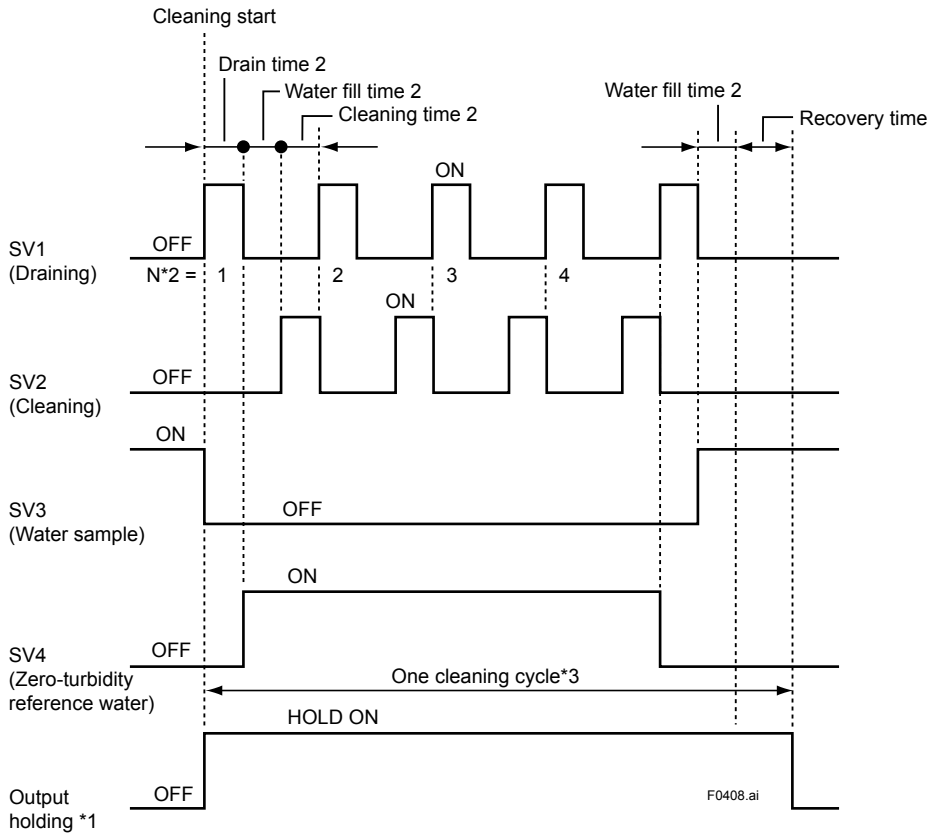 Cleaning start
Drain time 2
Water fill time 2
Cleaning time 2
Water fill time 2
Recovery time
ON
SV1
(Draining)
OFF
N*2 = 1 2 3 4
ON
SV2
(Cleaning)
OFF
ON
SV3
(Water sample)
OFF
ON
SV4
(Zero-turbidity
reference water)
OFF
One cleaning cycle*3
HOLD ON
Output
holding *1
OFF
F0408.ai